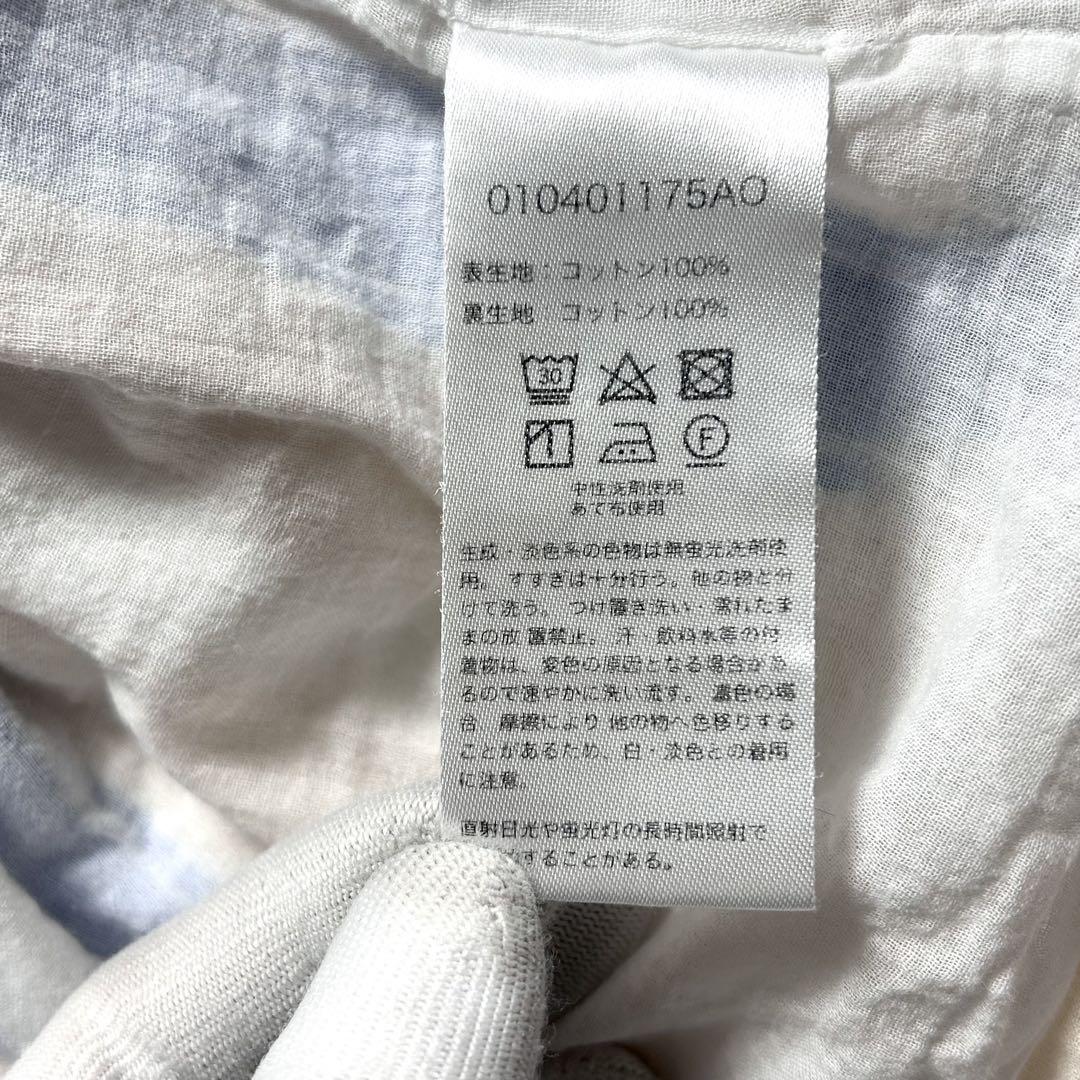 010401175AO
表生地：コットン100%
裏生地：コットン100%
30
F
中性洗剤使用
あて布使用
生成・淡色系の色物は無蛍光洗剤使
用。すすぎは十分行う。他の物と分
けて洗う。つけ置き洗い・濡れたま
まの放 置禁止。汗・飲料水等の付
着物は、変色の原因となる場合があ
るので速やかに洗い流す。濃色の場
合 摩擦により 他の物へ色移りする
ことがあるため、白・淡色との着用
に注意。
直射日光や蛍光灯の長時間照射で
することがある。